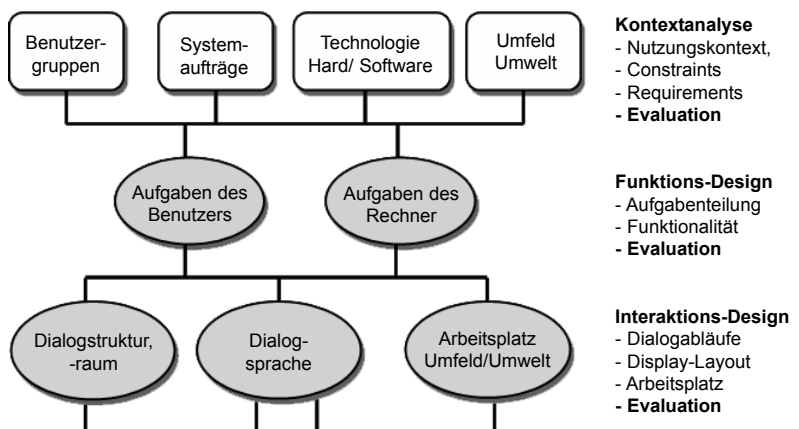 Benutzer-
gruppen
System-
aufträge
Technologie
Hard/ Software
Umfeld
Umwelt
Kontextanalyse
- Nutzungskontext,
- Constraints
- Requirements
- Evaluation
Aufgaben des
Benutzers
Aufgaben des
Rechner
Funktions-Design
- Aufgabenteilung
- Funktionalität
- Evaluation
Dialogstruktur,
-raum
Dialog-
sprache
Arbeitsplatz
Umfeld/Umwelt
Interaktions-Design
- Dialogabläufe
- Display-Layout
- Arbeitsplatz
- Evaluation